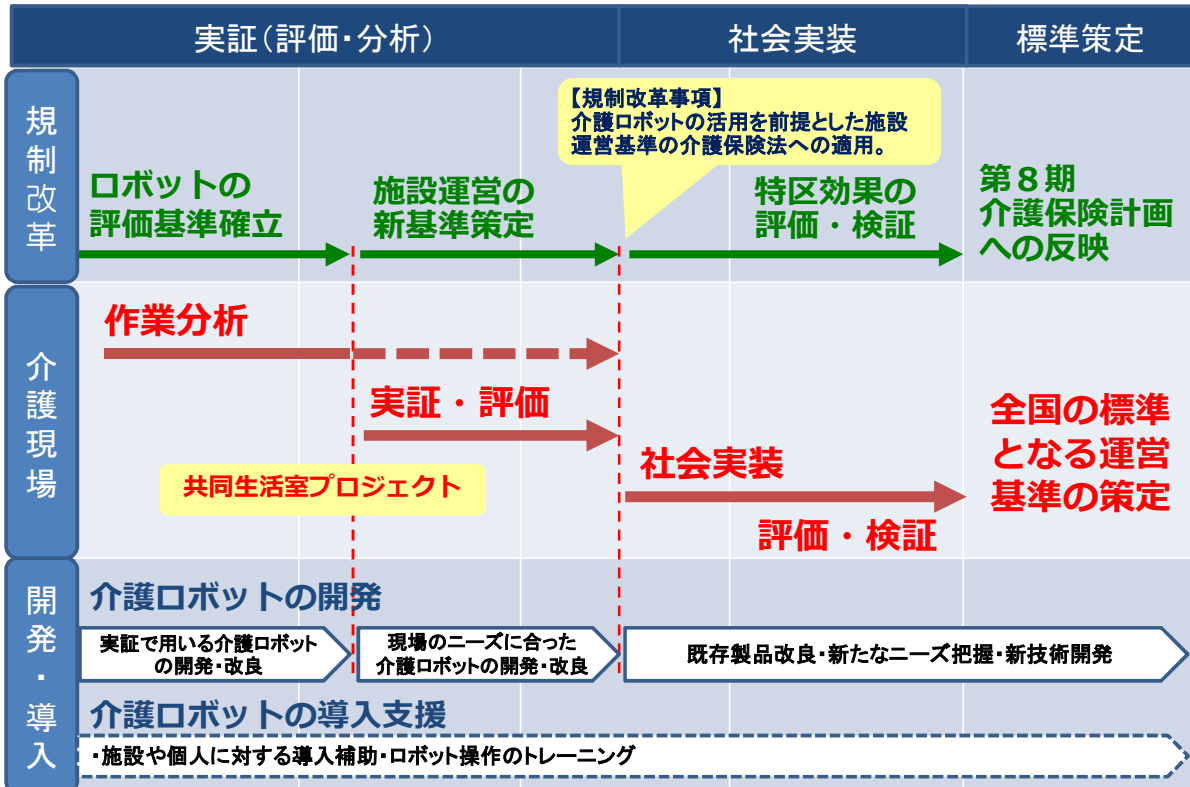 実証(評価・分析)
社会実装
標準策定
規制改革
【規制改革事項】
介護ロボットの活用を前提とした施設
運営基準の介護保険法への適用。
ロボットの
評価基準確立
施設運営の
新基準策定
特区効果の
評価・検証
第8期
介護保険計画
への反映
介護現場
作業分析
実証・評価
共同生活室プロジェクト
社会実装
評価・検証
全国の標準
となる運営
基準の策定
開発・導入
介護ロボットの開発
実証で用いる介護ロボット
の開発・改良
現場のニーズに合った
介護ロボットの開発・改良
既存製品改良・新たなニーズ把握・新技術開発
介護ロボットの導入支援
・施設や個人に対する導入補助・ロボット操作のトレーニング